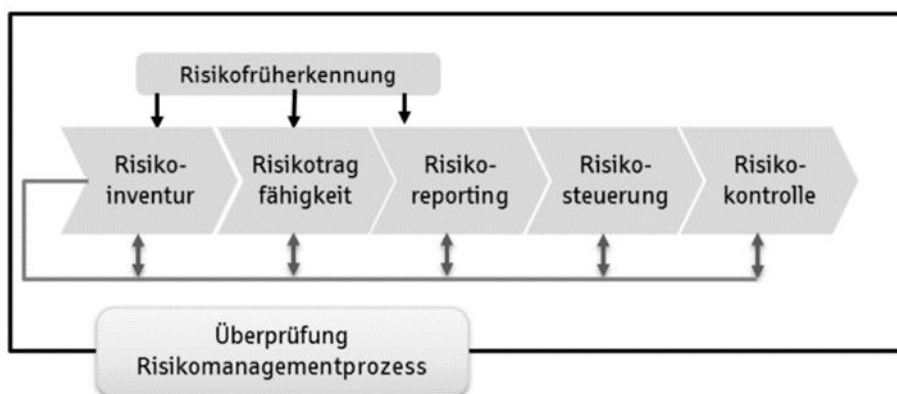 Risikofrüherkennung
Risiko-
inventur
Risikotrag
fähigkeit
Risiko-
reporting
Risiko-
steuerung
Risiko-
kontrolle
Überprüfung
Risikomanagementprozess